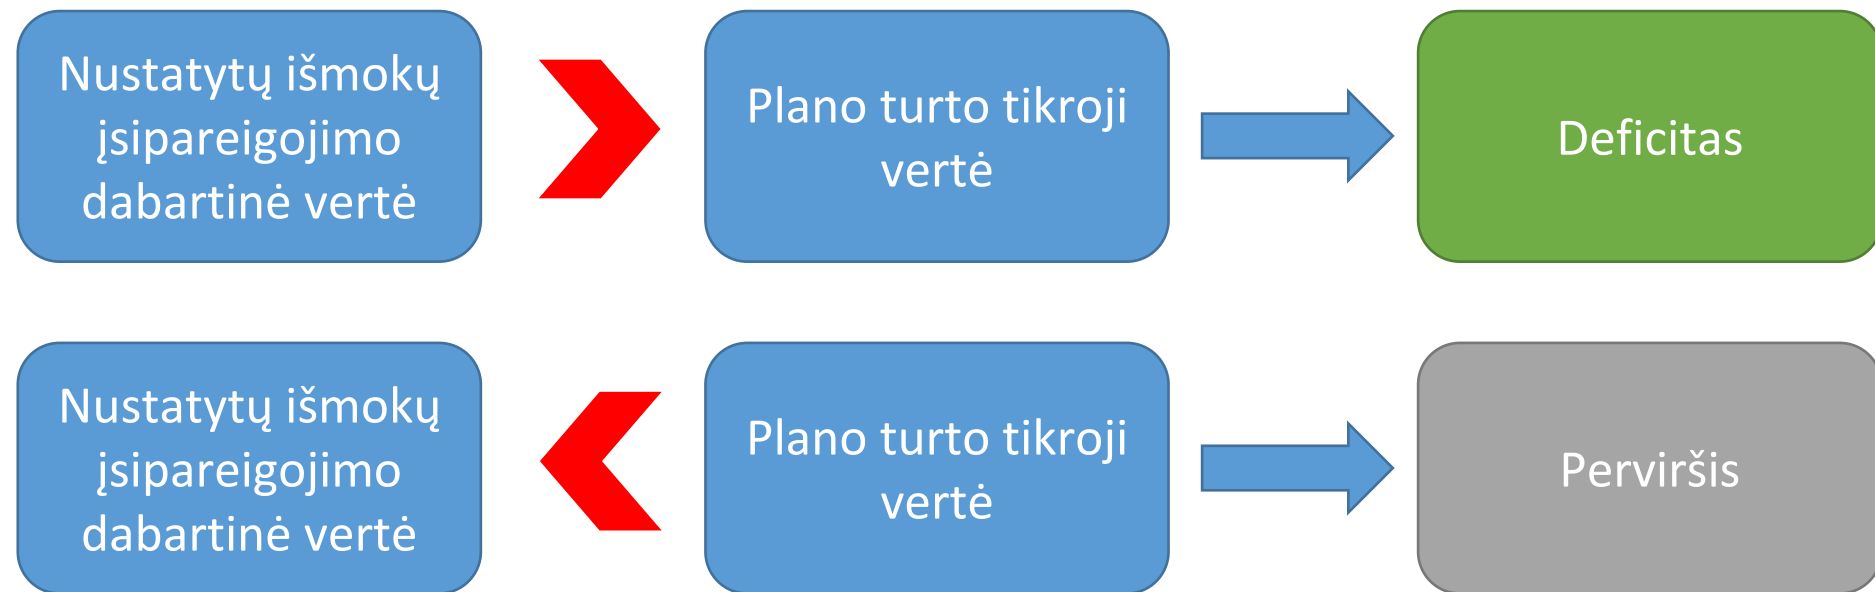 Nustatytų išmokų
įsipareigojimo
dabartinė vertė
Plano turto tikroji
vertė
Deficitas
Nustatytų išmokų
įsipareigojimo
dabartinė vertė
Plano turto tikroji
vertė
Perviršis